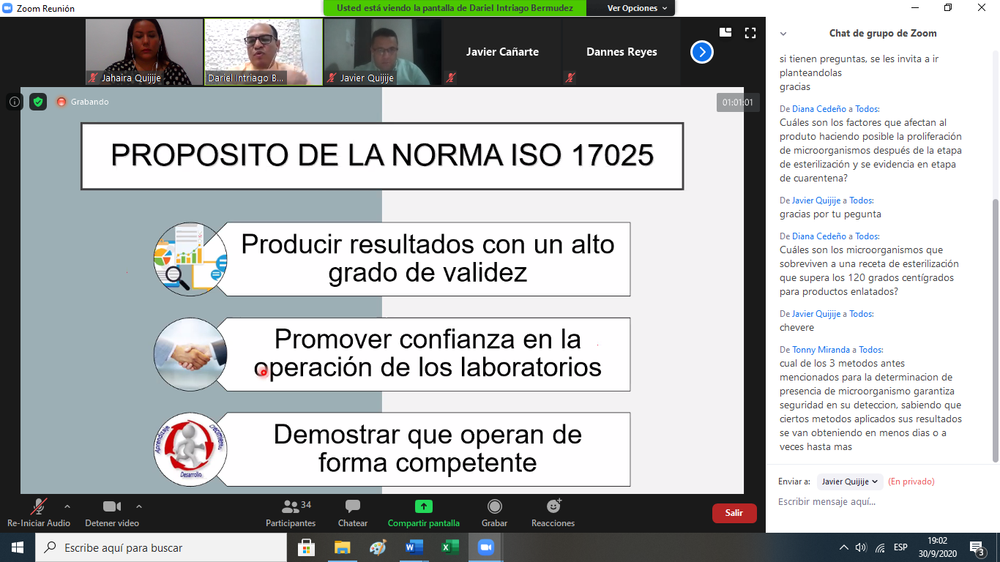 Zoom Reunión
Usted está viendo la pantalla de Dariel Intriago Bermudez
Ver Opciones
Jahaira Quijije
Dariel Intriago B...
Javier Quijije
Javier Cañarte
Dannes Reyes
Grabando
01:01:01
PROPOSITO DE LA NORMA ISO 17025
Producir resultados con un alto
grado de validez
Promover confianza en la
operación de los laboratorios
Aprendizaje
Crecimiento
Desarrollo
Demostrar que operan de
forma competente
Chat de grupo de Zoom
si tienen preguntas, se les invita a ir
planteandolas
gracias
De Diana Cedeño a Todos:
Cuáles son los factores que afectan al
produto haciendo posible la proliferación
de microorganismos después de la etapa
de esterilización y se evidencia en etapa
de cuarentena?
De Javier Quijije a Todos:
gracias por tu pegunta
De Diana Cedeño a Todos:
Cuáles son los microorganismos que
sobreviven a una receta de esterilización
que supera los 120 grados centígrados
para productos enlatados?
De Javier Quijije a Todos:
chevere
De Tonny Miranda a Todos:
cual de los 3 metodos antes
mencionados para la determinacion de
presencia de microorganismo garantiza
seguridad en su deteccion, sabiendo que
ciertos metodos aplicados sus resultados
se van obteniendo en menos dias o a
veces hasta mas
Enviar a: Javier Quijije (En privado)
Escribir mensaje aquí...
Re-Iniciar Audio
Detener video
34
Participantes
Chatear
Compartir pantalla
Grabar
Reacciones
Salir
Escribe aquí para buscar
ESP
19:02
30/9/2020
3